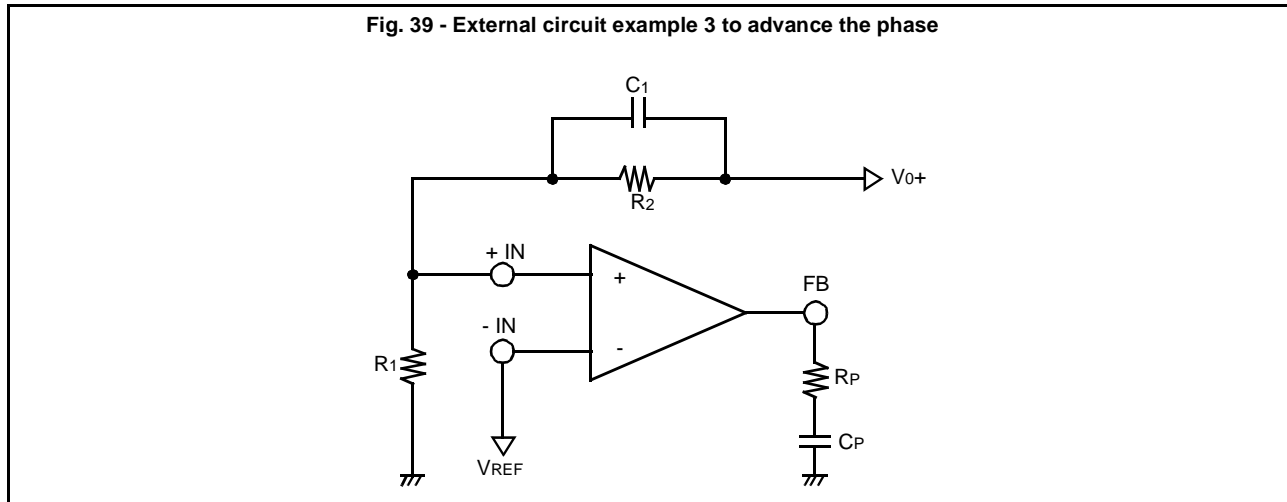 Fig. 39 - External circuit example 3 to advance the phase
C1
V0+
R2
+ IN
+
FB
- IN
-
R1
RP
CP
VREF